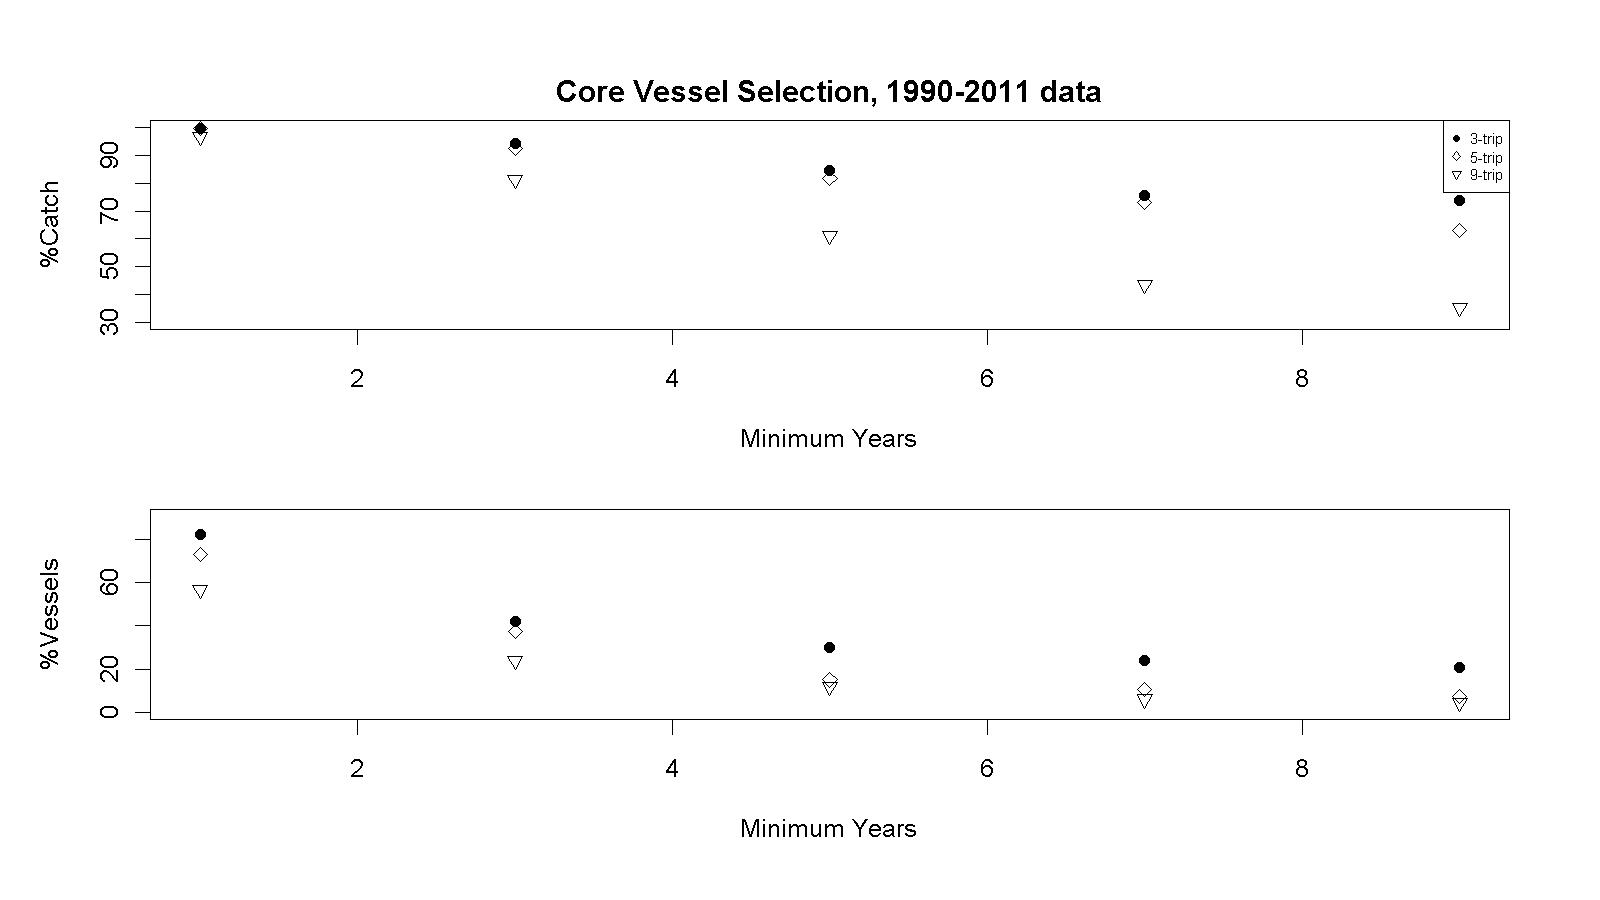 Core Vessel Selection, 1990-2011 data
%Catch
90
70
50
30
3-trip
5-trip
9-trip
2 4 6 8
Minimum Years
%Vessels
60
20
0
2 4 6 8
Minimum Years